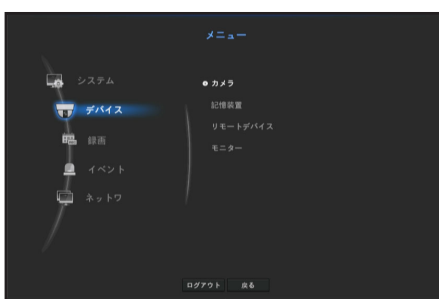 メニュー
システム
デバイス
録画
イベント
ネットワ
カメラ
記憶装置
リモートデバイス
モニター
ログアウト 戻る